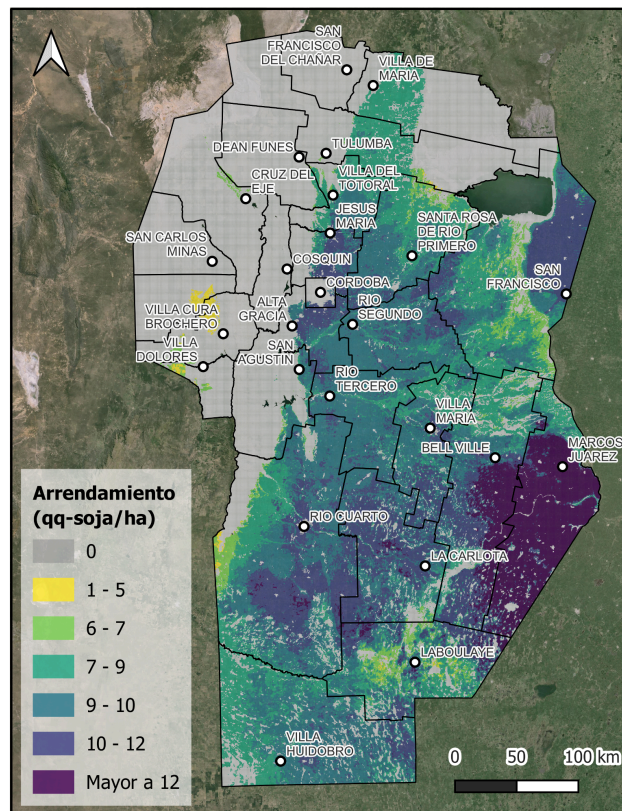 SAN
FRANCISCO
DEL CHAÑAR
VILLA DE
MARIA
DEAN FUNES
TULUMBA
CRUZ DEL
EJE
VILLA DEL
TOTORAL
JESUS
MARIA
SANTA ROSA
DE RIO
PRIMERO
SAN CARLOS
MINAS
COSQUIN
SAN
FRANCISCO
CORDOBA
VILLA CURA
BROCHERO
ALTA
GRACIA
RIO
SEGUNDO
VILLA
DOLORES
SAN
AGUSTIN
RIO
TERCERO
VILLA
MARIA
BELL VILLE
MARCOS
JUAREZ
RIO CUARTO
LA CARLOTA
LABOULAYE
VILLA
HUIDOBRO
Arrendamiento
(qq-soja/ha)
0
1 - 5
6 - 7
7 - 9
9 - 10
10 - 12
Mayor a 12
0 50 100 km